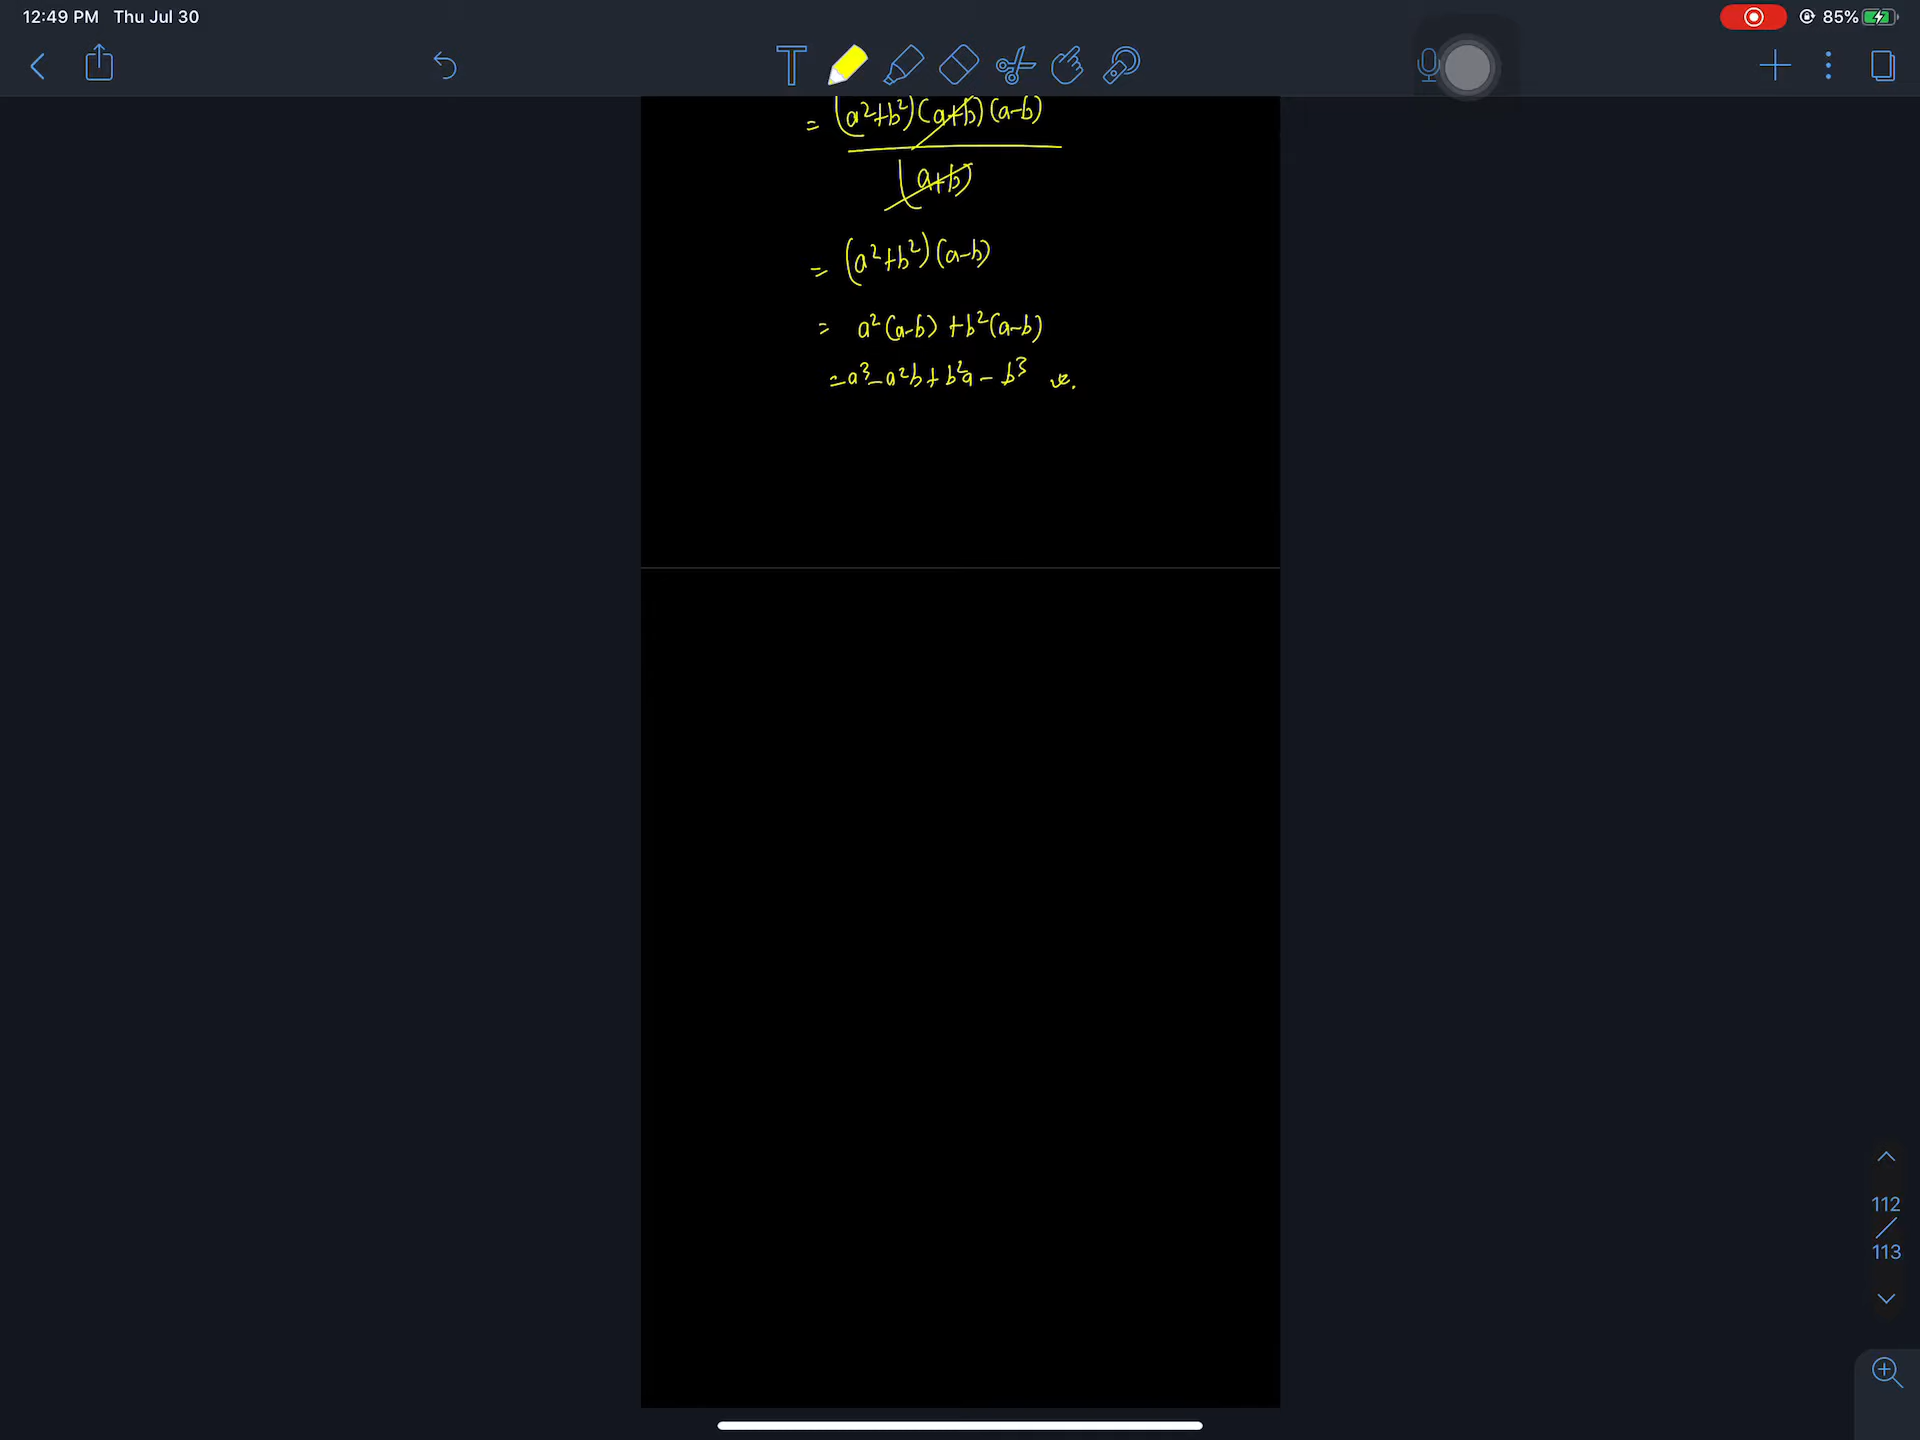 12:49 PM Thu Jul 30
85%
T
= (a²+b²)(a+b)(a-b)
(a+b)
= (a²+b²)(a-b)
= a²(a-b) +b²(a-b)
=a³-a²b+b²a-b³
112
/
113